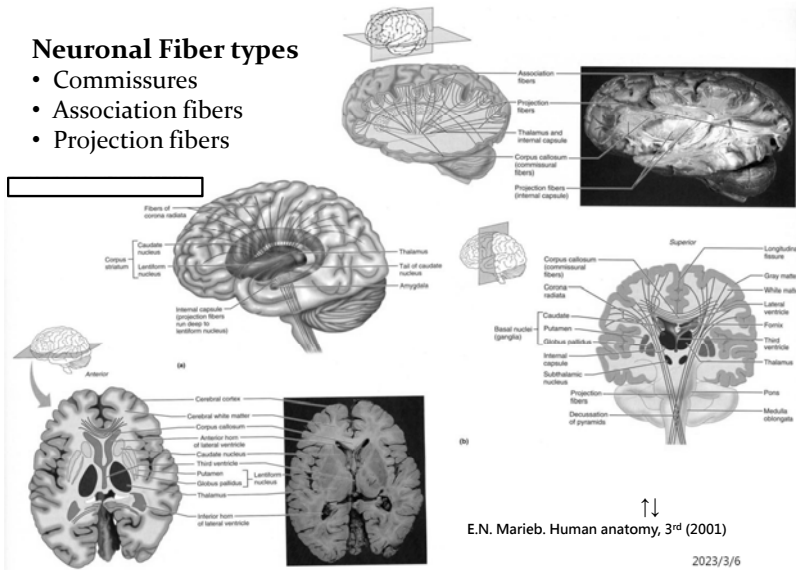 Neuronal Fiber types
• Commissures
• Association fibers
• Projection fibers
Association
fibers
Projection
fibers
Thalamus and
internal capsule
Corpus callosum
(commissural
fibers)
Projection fibers
(internal capsule)
Fibers of
corona radiata
Corpus
striatum
Caudate
nucleus
Lentiform
nucleus
Thalamus
Tail of caudate
nucleus
Amygdala
Internal capsule
(projection fibers
run deep to
lentiform nucleus)
(a)
Superior
Corpus callosum
(commissural
fibers)
Corona
radiata
Basal nuclei
(ganglia)
Caudate
Putamen
Globus pallidus
Internal
capsule
Subthalamic
nucleus
Projection
fibers
Decussation
of pyramids
Longitudina
fissure
Gray matte
White matt
Lateral
ventricle
Fornix
Third
ventricle
Thalamus
Pons
Medulla
oblongata
(b)
Anterior
Cerebral cortex
Cerebral white matter
Corpus callosum
Anterior horn
of lateral ventricle
Caudate nucleus
Third ventricle
Putamen
Globus pallidus
Lentiform
nucleus
Thalamus
Inferior horn
of lateral ventricle
↑↓
E.N. Marieb. Human anatomy, 3rd (2001)
2023/3/6